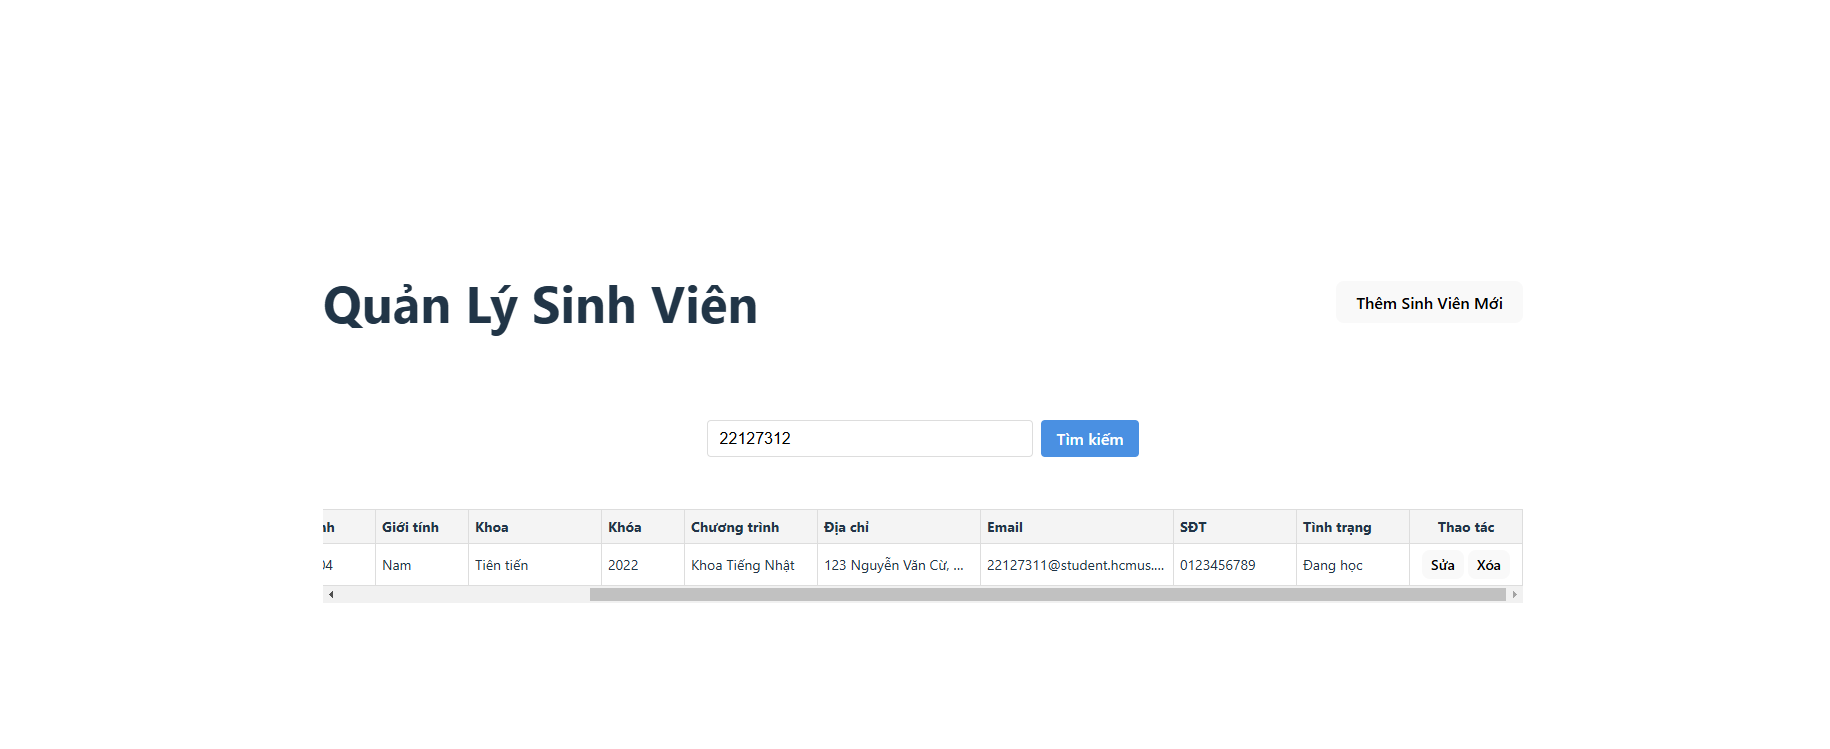 Quản Lý Sinh Viên
Thêm Sinh Viên Mới
22127312
Tìm kiếm
Giới tính Khoa Khóa Chương trình Địa chỉ Email SĐT Tình trạng Thao tác
Nam Tiên tiến 2022 Khoa Tiếng Nhật 123 Nguyễn Văn Cừ, ... 22127311@student.hcmus.... 0123456789 Đang học Sửa Xóa